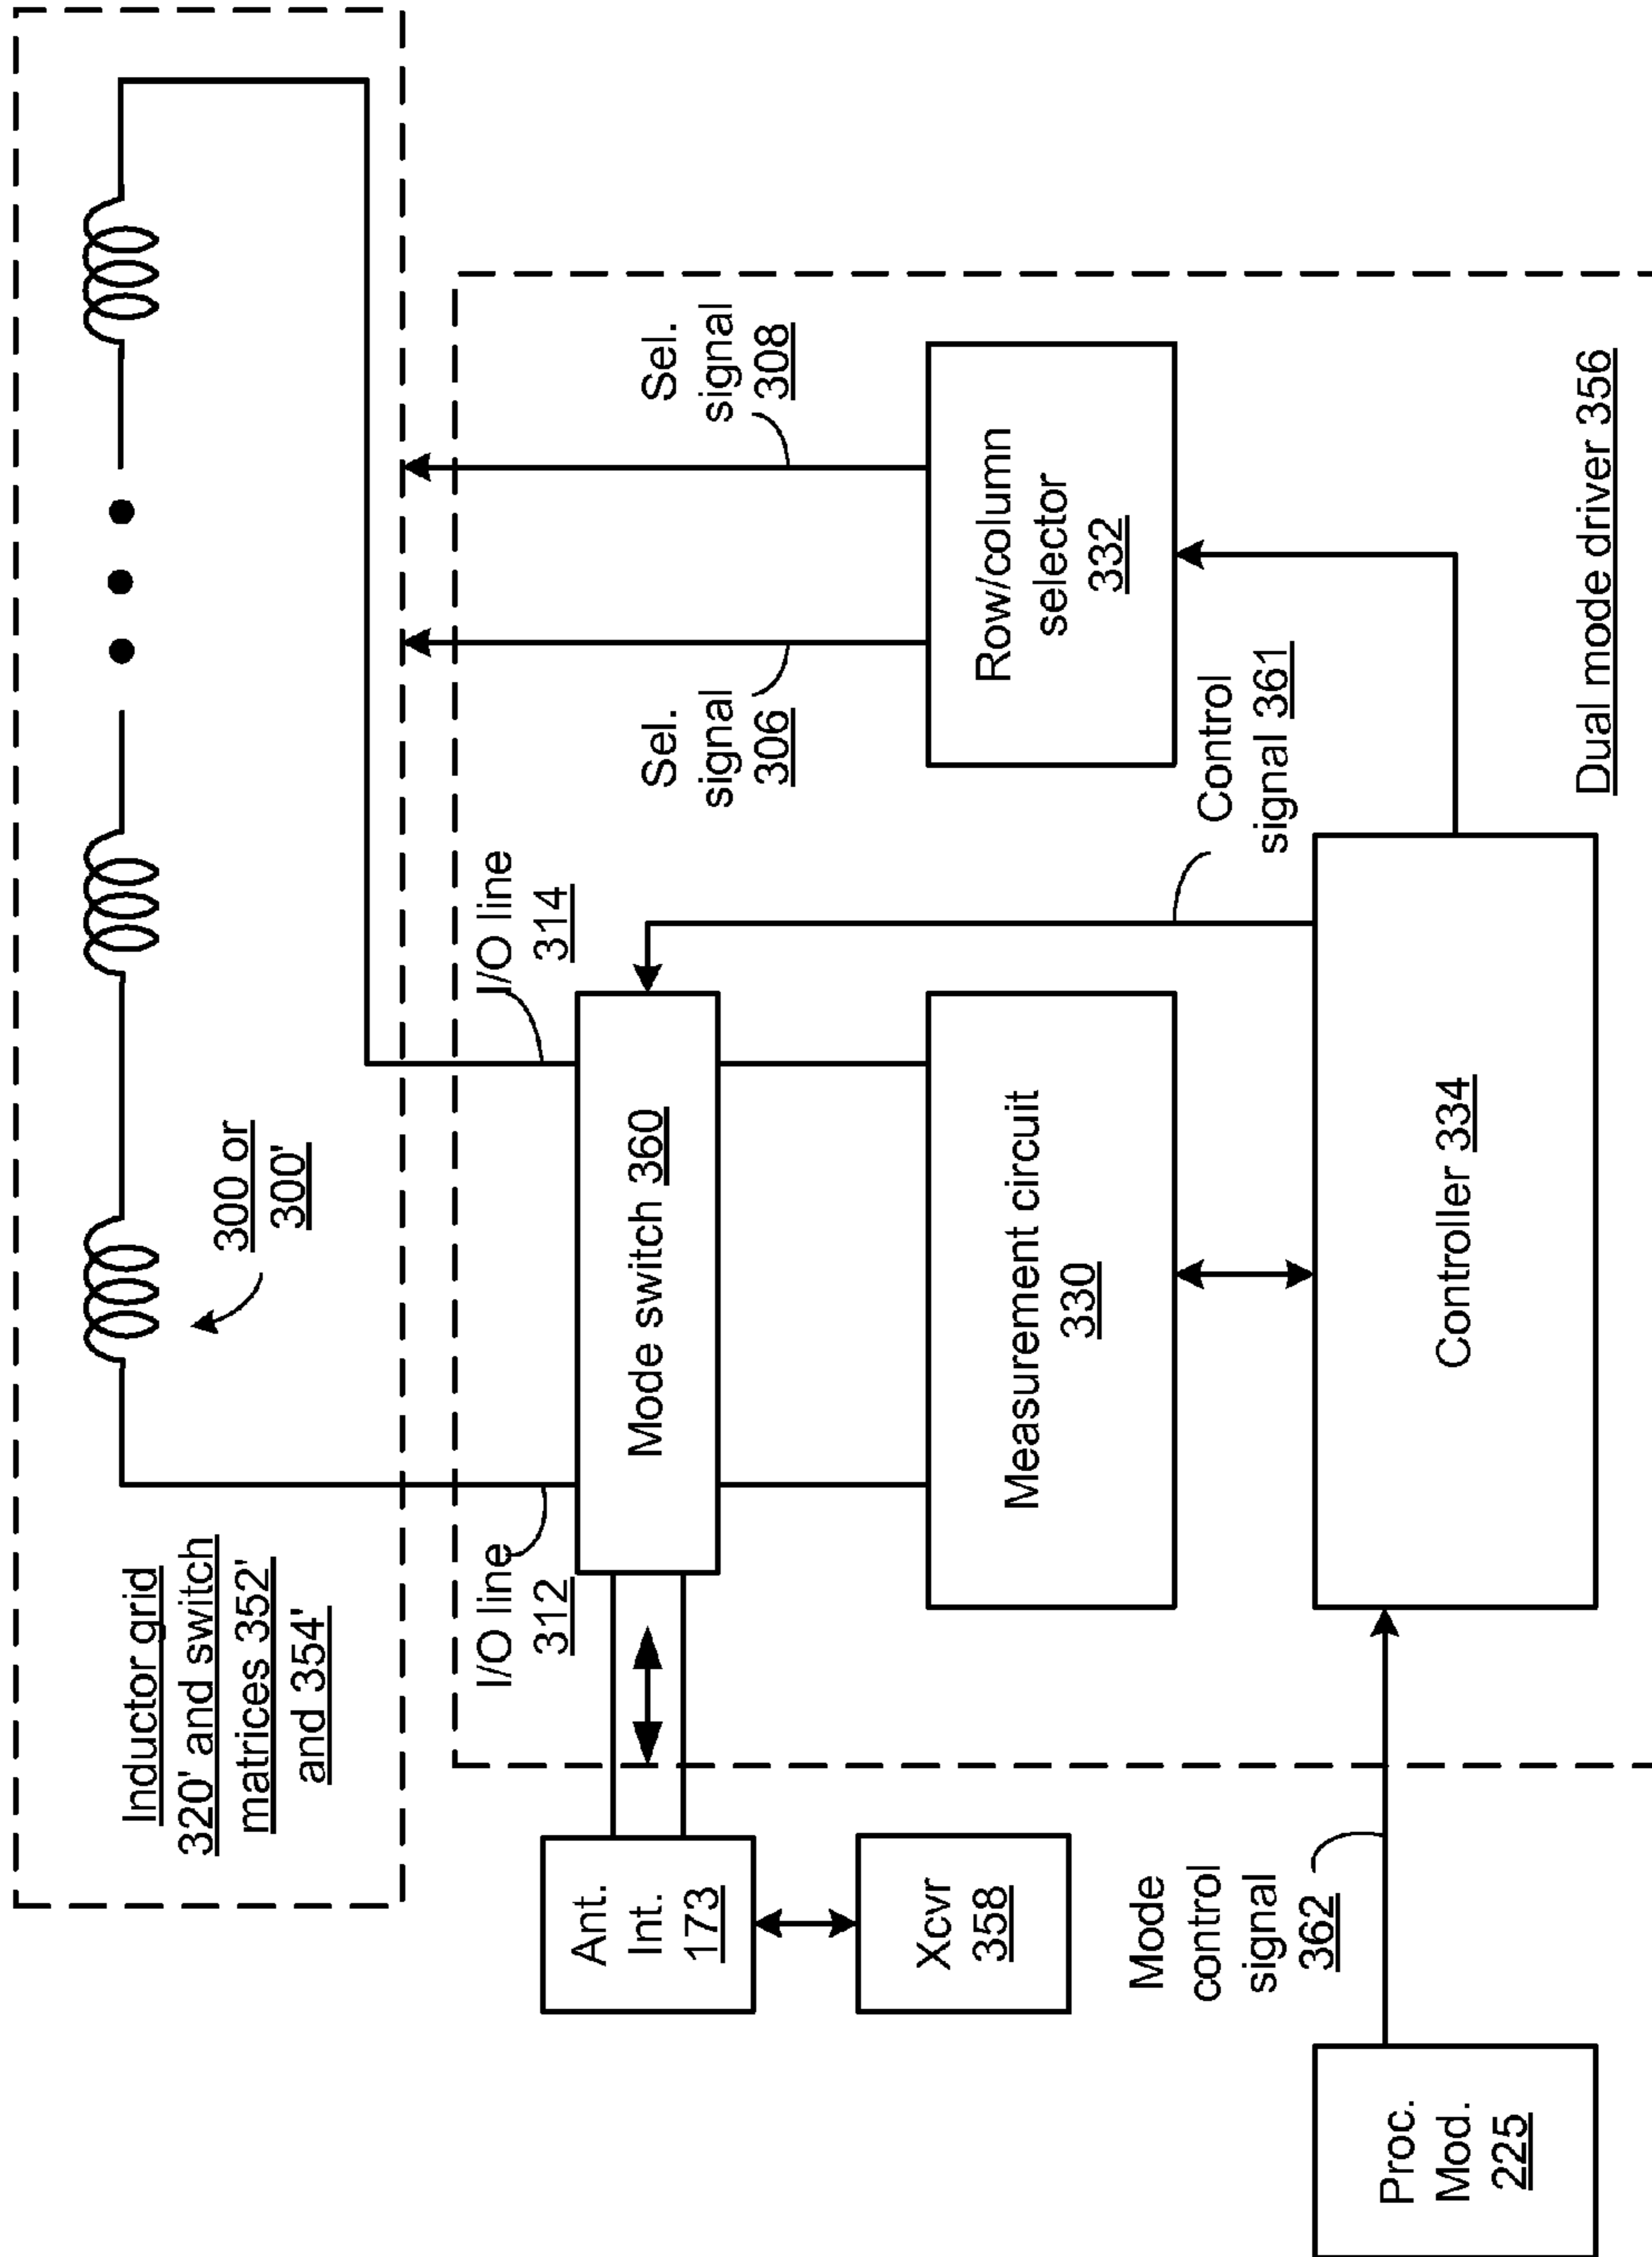 Inductor grid
320' and switch
matrices 352'
and 354'
300 or
300'
I/O line
312
I/O line
314
Sel.
signal
306
Sel.
signal
308
Ant.
Int.
173
Mode switch 360
Xcvr
358
Measurement circuit
330
Row/column
selector
332
Mode
control
signal
362
Control
signal 361
Proc.
Mod.
225
Controller 334
Dual mode driver 356